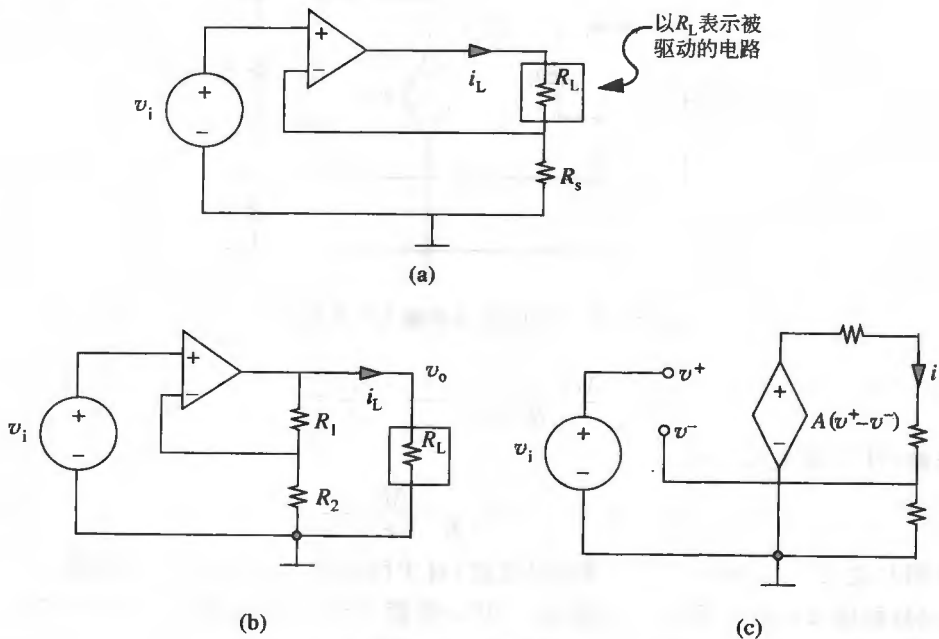 以R_L表示被
驱动的电路
+
−
i_L
R_L
v_i
+
−
R_s
(a)
+
−
i_L
v_o
v_i
+
−
R_1
R_L
R_2
(b)
v^+
v^-
v_i
+
−
+
−
A(v^+−v^-)
i
(c)